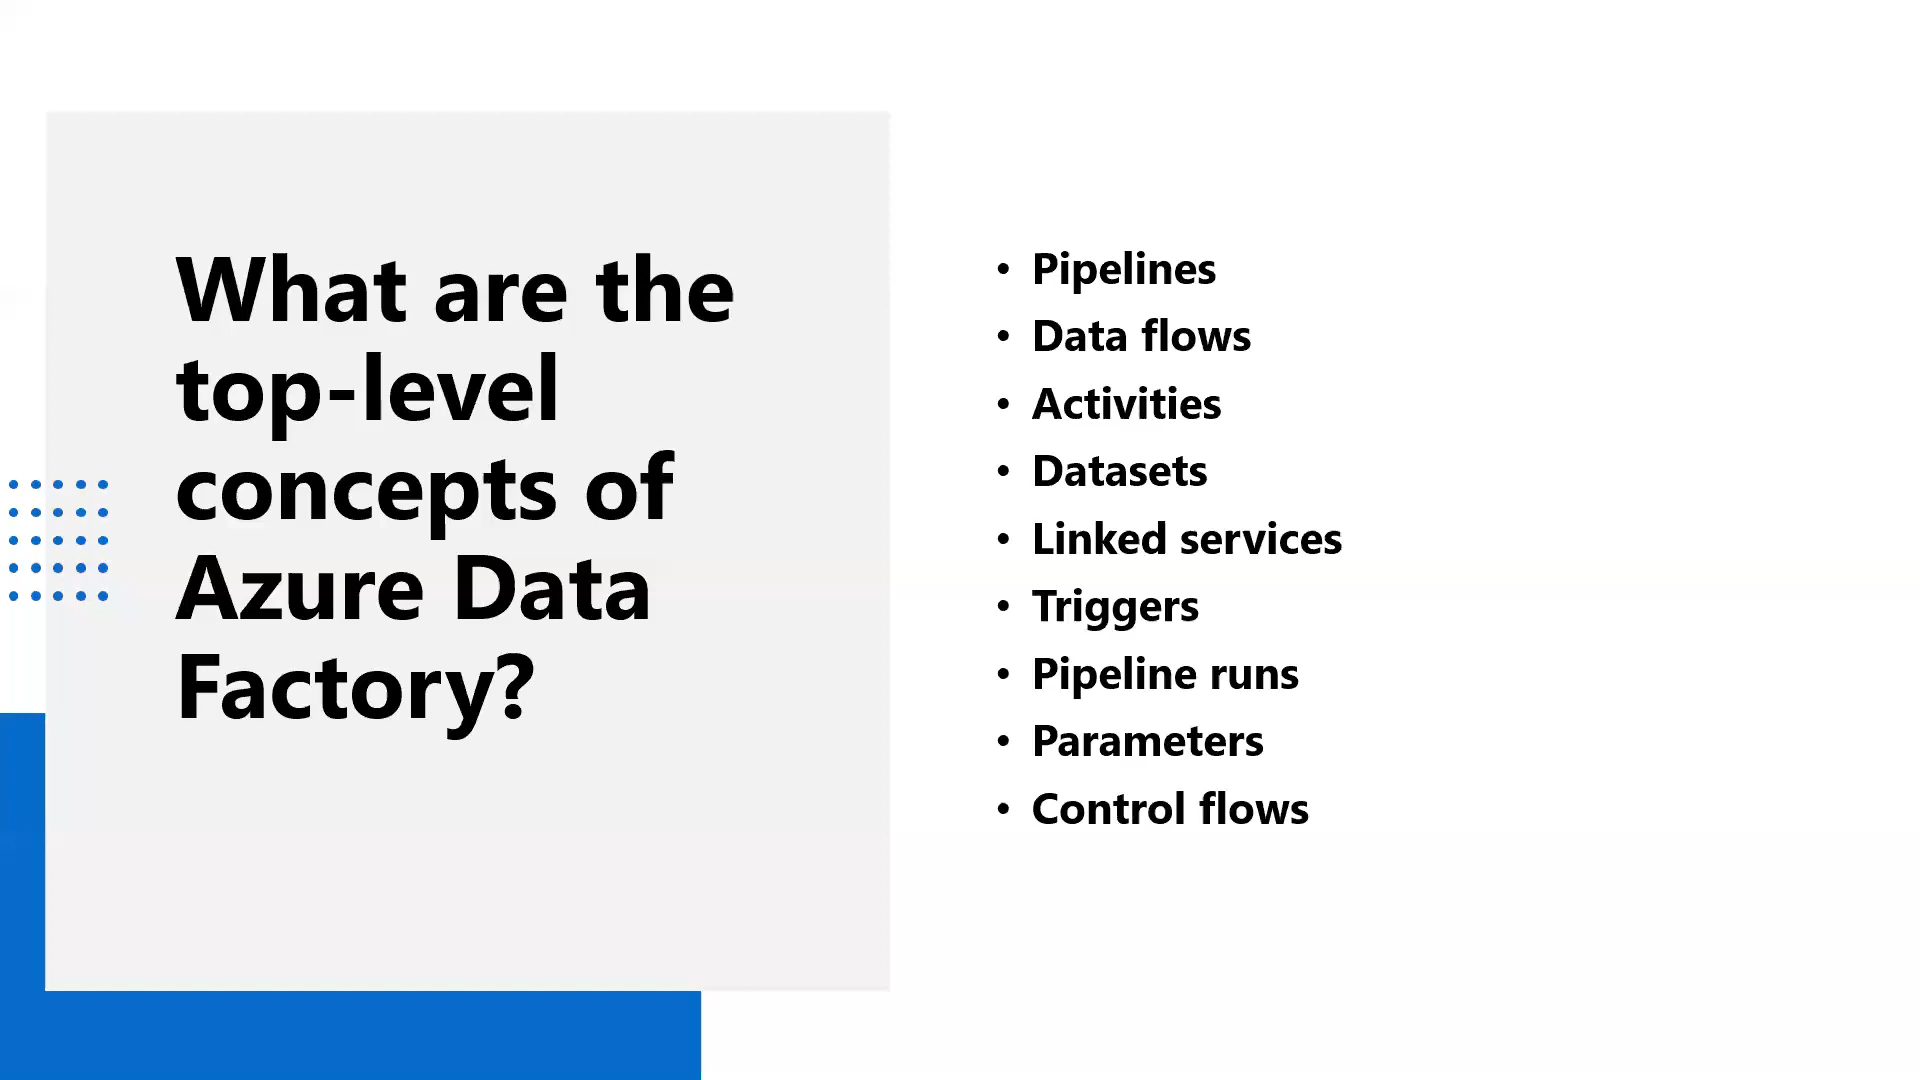 What are the
top-level
concepts of
Azure Data
Factory?
• Pipelines
• Data flows
• Activities
• Datasets
• Linked services
• Triggers
• Pipeline runs
• Parameters
• Control flows